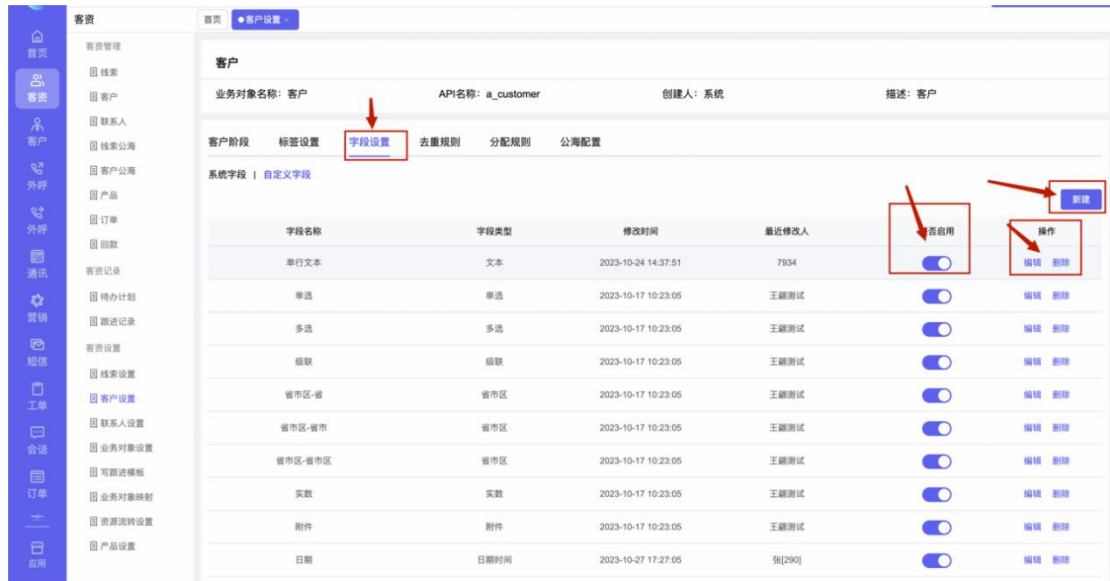 客资
首页
●客户设置
首页
客资
客户
外呼
外呼
通讯
营销
短信
工单
会话
订单
应用
客资管理
线索
客户
联系人
线索公海
客户公海
产品
订单
回款
客资记录
待办计划
跟进记录
客资设置
线索设置
客户设置
联系人设置
业务对象设置
写跟进模板
业务对象映射
资源流转设置
产品设置
客户
业务对象名称：客户 API名称：a_customer 创建人：系统 描述：客户
客户阶段 标签设置 字段设置 去重规则 分配规则 公海配置
系统字段 | 自定义字段
新建
字段名称 字段类型 修改时间 最近修改人 否启用 操作
单行文本 文本 2023-10-24 14:37:51 7934 编辑 删除
单选 单选 2023-10-17 10:23:05 王翩测试 编辑 删除
多选 多选 2023-10-17 10:23:05 王翩测试 编辑 删除
级联 级联 2023-10-17 10:23:05 王翩测试 编辑 删除
省市区-省 省市区 2023-10-17 10:23:05 王翩测试 编辑 删除
省市区-省市 省市区 2023-10-17 10:23:05 王翩测试 编辑 删除
省市区-省市区 省市区 2023-10-17 10:23:05 王翩测试 编辑 删除
实数 实数 2023-10-17 10:23:05 王翩测试 编辑 删除
附件 附件 2023-10-17 10:23:05 王翩测试 编辑 删除
日期 日期时间 2023-10-27 17:27:05 张[290] 编辑 删除